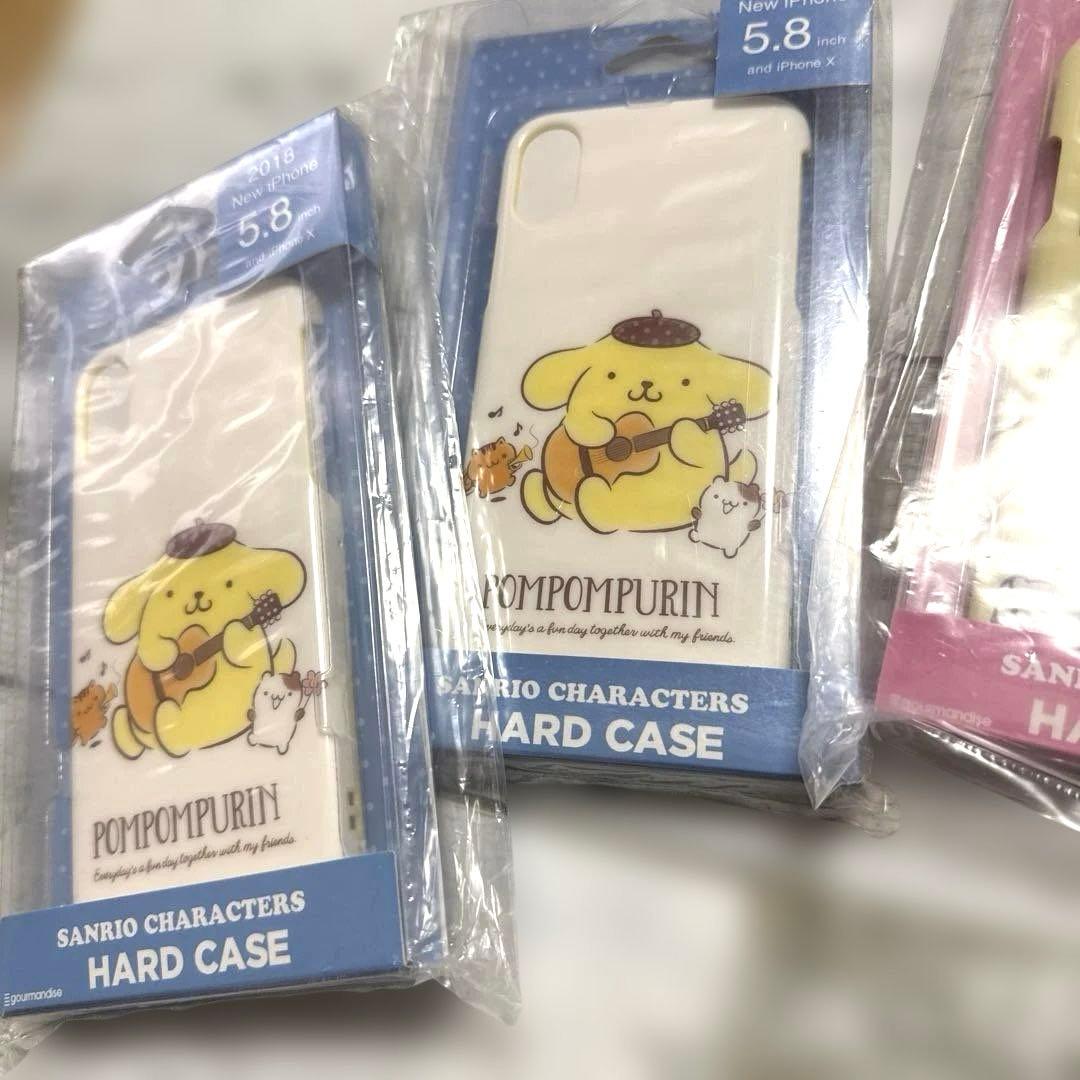 2018
New iPhone
5.8 inch
and iPhone X
POMPOMPURIN
Everyday's a fun day together with my friends.
SANRIO CHARACTERS
HARD CASE
gourmandise
New iPhone
5.8 inch
and iPhone X
POMPOMPURIN
Everyday's a fun day together with my friends.
SANRIO CHARACTERS
HARD CASE
SANR
HA
gourmandise